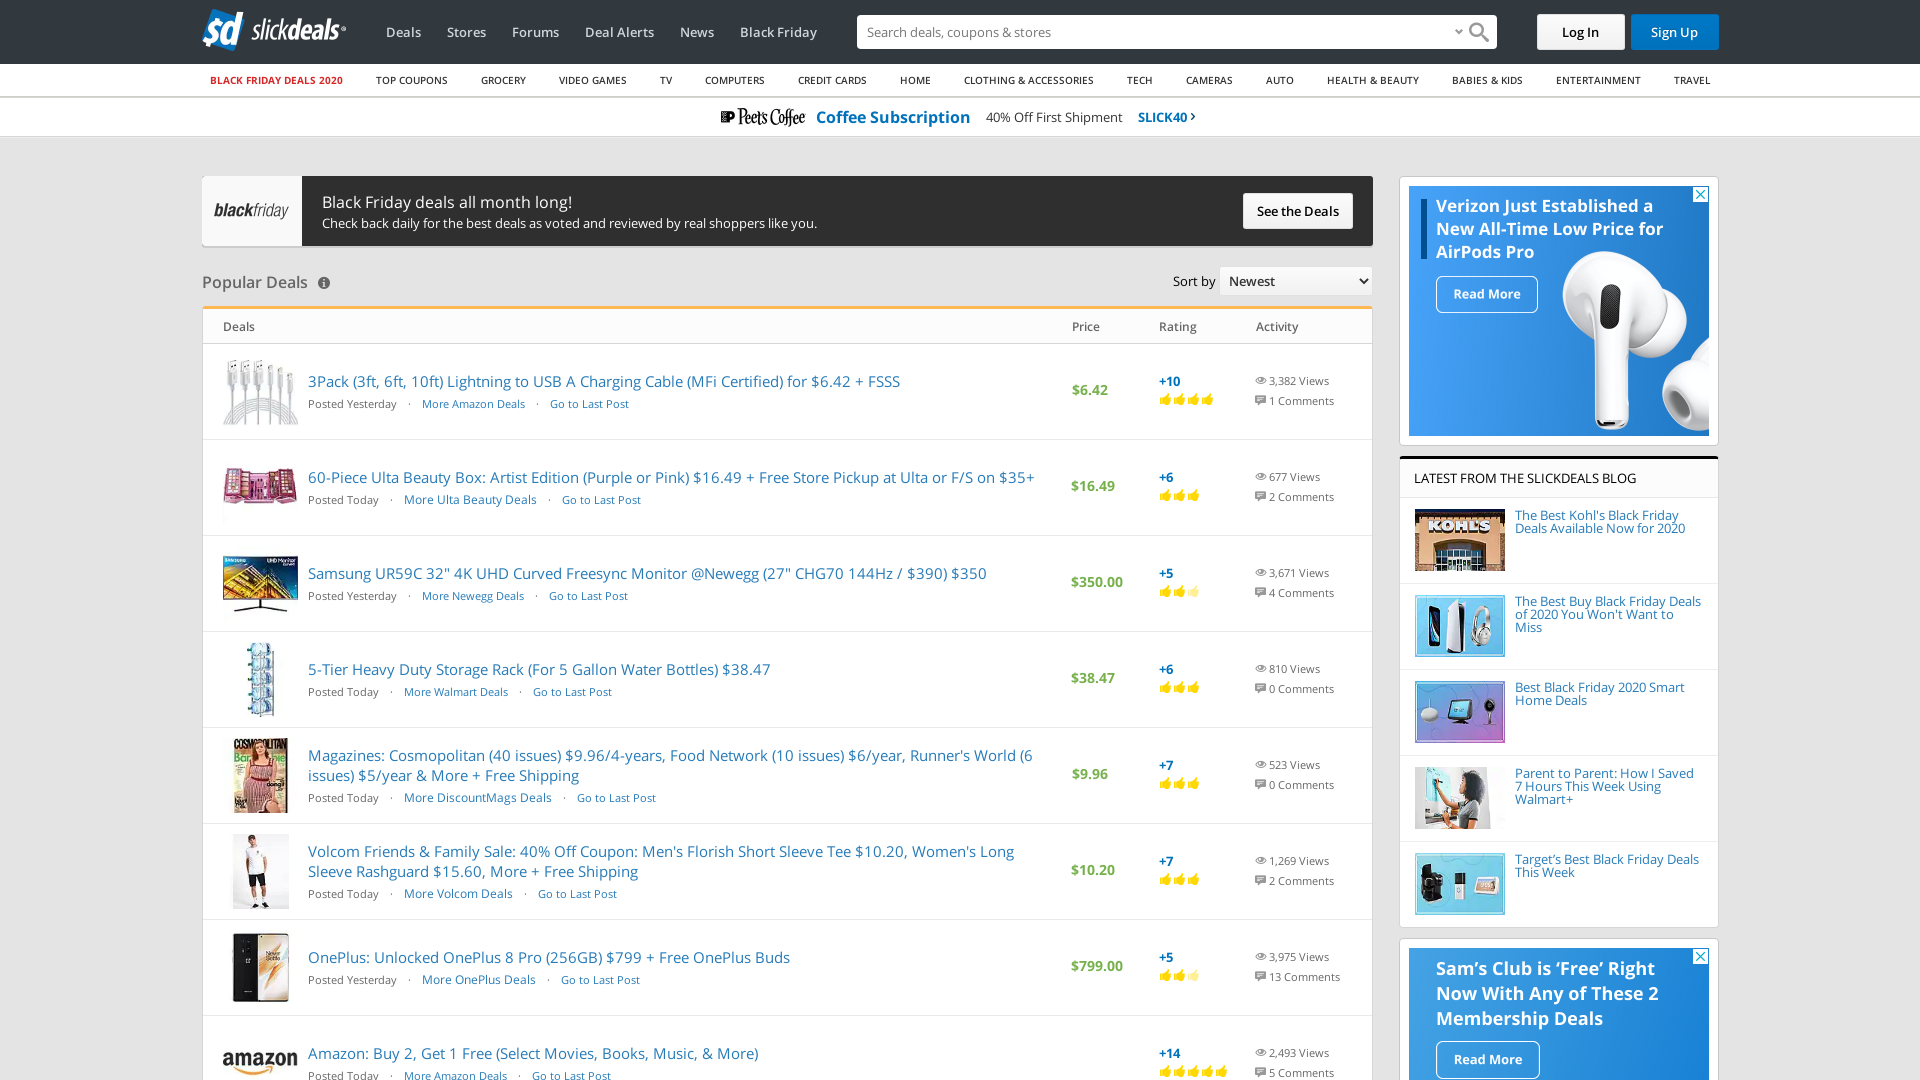 sd slickdeals
Deals Stores Forums Deal Alerts News Black Friday
Search deals, coupons & stores
Log In Sign Up
BLACK FRIDAY DEALS 2020 TOP COUPONS GROCERY VIDEO GAMES TV COMPUTERS CREDIT CARDS HOME CLOTHING & ACCESSORIES TECH CAMERAS AUTO HEALTH & BEAUTY BABIES & KIDS ENTERTAINMENT TRAVEL
Peet's Coffee Coffee Subscription 40% Off First Shipment SLICK40
blackfriday
Black Friday deals all month long!
Check back daily for the best deals as voted and reviewed by real shoppers like you.
See the Deals
Popular Deals
Sort by Newest
Deals Price Rating Activity
3Pack (3ft, 6ft, 10ft) Lightning to USB A Charging Cable (MFi Certified) for $6.42 + FSSS
Posted Yesterday · More Amazon Deals · Go to Last Post
$6.42
+10
3,382 Views
1 Comments
60-Piece Ulta Beauty Box: Artist Edition (Purple or Pink) $16.49 + Free Store Pickup at Ulta or F/S on $35+
Posted Today · More Ulta Beauty Deals · Go to Last Post
$16.49
+6
677 Views
2 Comments
Samsung UR59C 32" 4K UHD Curved Freesync Monitor @Newegg (27" CHG70 144Hz / $390) $350
Posted Yesterday · More Newegg Deals · Go to Last Post
$350.00
+5
3,671 Views
4 Comments
5-Tier Heavy Duty Storage Rack (For 5 Gallon Water Bottles) $38.47
Posted Today · More Walmart Deals · Go to Last Post
$38.47
+6
810 Views
0 Comments
COSMOPOLITAN
Magazines: Cosmopolitan (40 issues) $9.96/4-years, Food Network (10 issues) $6/year, Runner's World (6
issues) $5/year & More + Free Shipping
Posted Today · More DiscountMags Deals · Go to Last Post
$9.96
+7
523 Views
0 Comments
Volcom Friends & Family Sale: 40% Off Coupon: Men's Florish Short Sleeve Tee $10.20, Women's Long
Sleeve Rashguard $15.60, More + Free Shipping
Posted Today · More Volcom Deals · Go to Last Post
$10.20
+7
1,269 Views
2 Comments
OnePlus: Unlocked OnePlus 8 Pro (256GB) $799 + Free OnePlus Buds
Posted Yesterday · More OnePlus Deals · Go to Last Post
$799.00
+5
3,975 Views
13 Comments
amazon
Amazon: Buy 2, Get 1 Free (Select Movies, Books, Music, & More)
Posted Today · More Amazon Deals · Go to Last Post
+14
2,493 Views
5 Comments
Verizon Just Established a
New All-Time Low Price for
AirPods Pro
Read More
LATEST FROM THE SLICKDEALS BLOG
KOHL'S
The Best Kohl's Black Friday
Deals Available Now for 2020
The Best Buy Black Friday Deals
of 2020 You Won't Want to
Miss
Best Black Friday 2020 Smart
Home Deals
Parent to Parent: How I Saved
7 Hours This Week Using
Walmart+
Target's Best Black Friday Deals
This Week
Sam's Club is ‘Free’ Right
Now With Any of These 2
Membership Deals
Read More